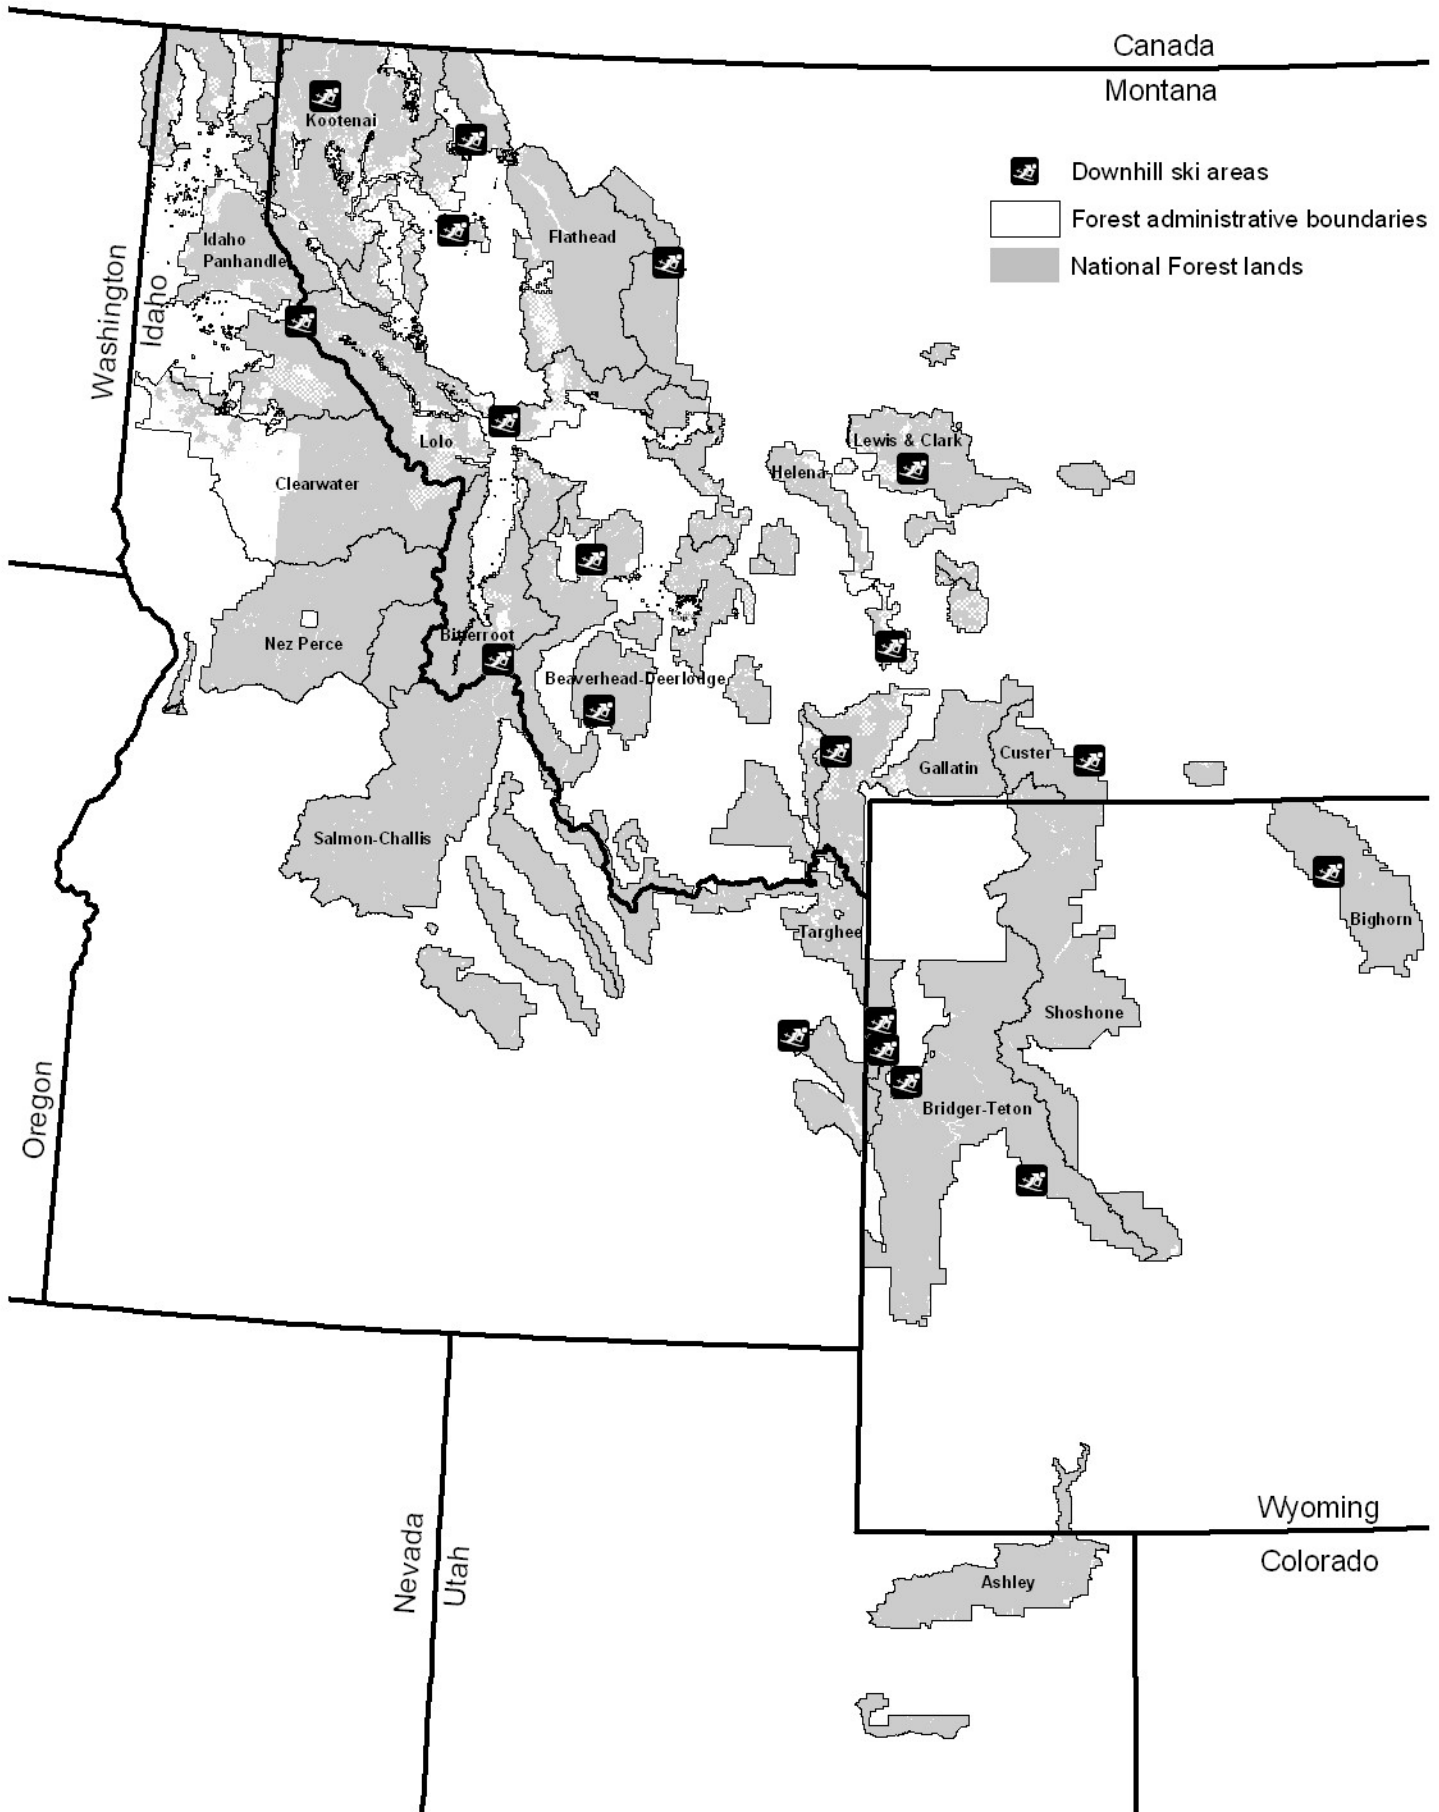 Canada
Montana
Downhill ski areas
Forest administrative boundaries
National Forest lands
Kootenai
Flathead
Idaho
Panhandle
Washington
Idaho
Lolo
Lewis & Clark
Helena
Clearwater
Nez Perce
Bitterroot
Beaverhead-Deerlodge
Gallatin
Custer
Salmon-Challis
Targhee
Bighorn
Shoshone
Bridger-Teton
Oregon
Wyoming
Colorado
Nevada
Utah
Ashley